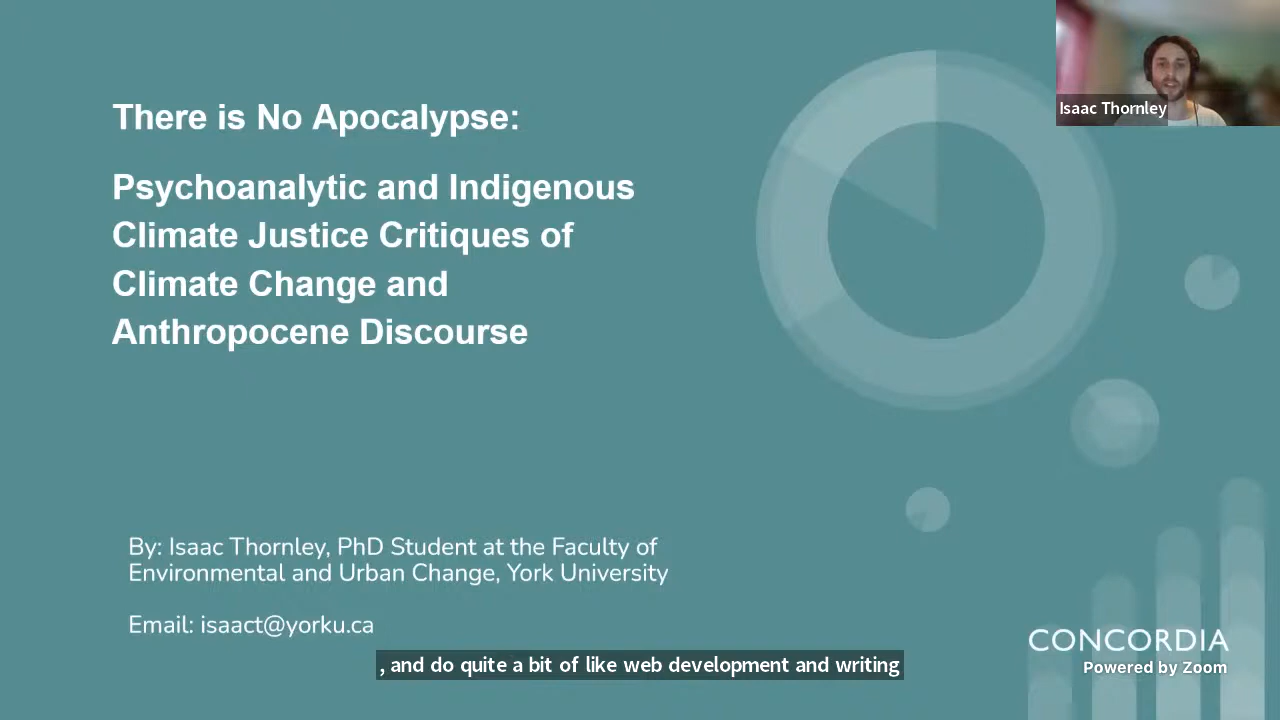 There is No Apocalypse:
Psychoanalytic and Indigenous
Climate Justice Critiques of
Climate Change and
Anthropocene Discourse
Isaac Thornley
By: Isaac Thornley, PhD Student at the Faculty of
Environmental and Urban Change, York University
Email: isaact@yorku.ca
CONCORDIA
Powered by Zoom
, and do quite a bit of like web development and writing